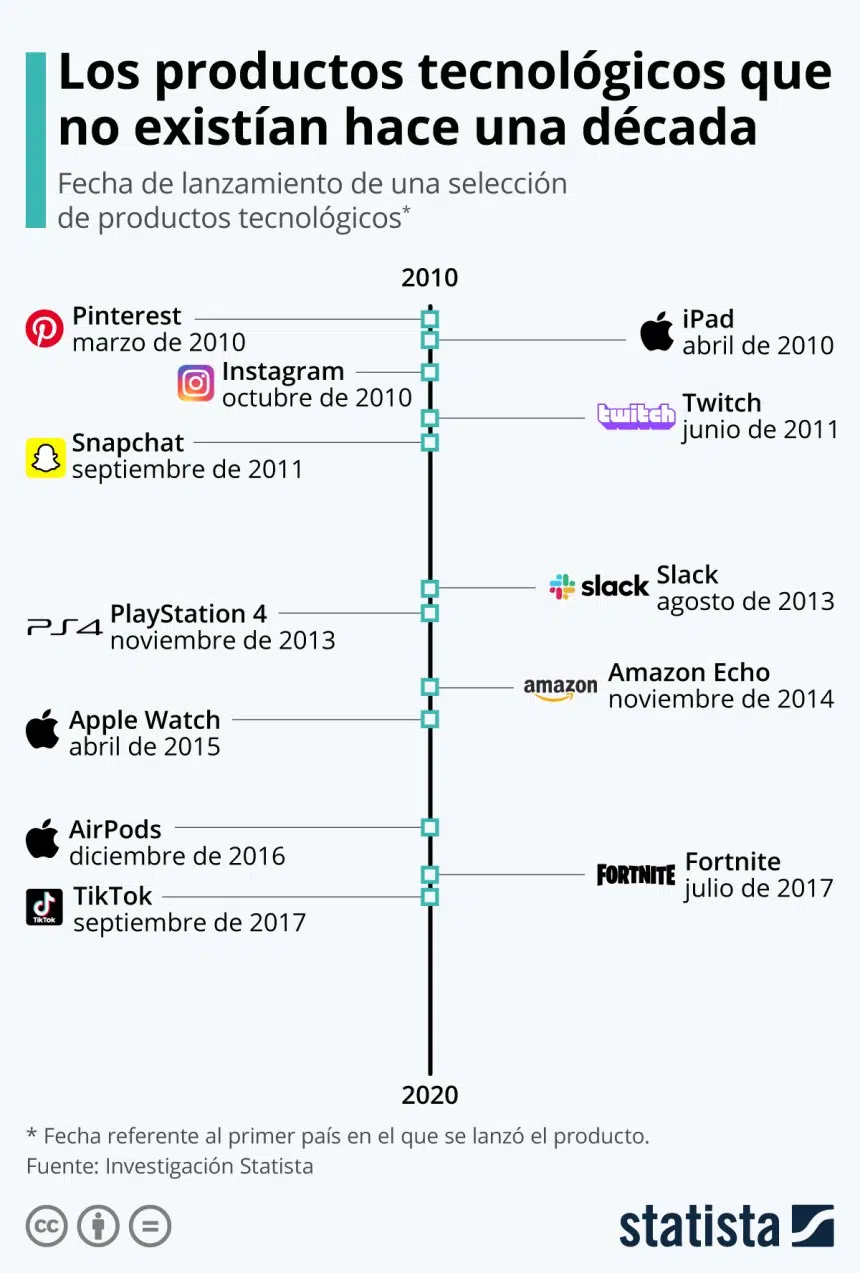 Los productos tecnológicos que
no existían hace una década
Fecha de lanzamiento de una selección
de productos tecnológicos*
2010
Pinterest
marzo de 2010
iPad
abril de 2010
Instagram
octubre de 2010
twitch
Twitch
junio de 2011
Snapchat
septiembre de 2011
slack
Slack
agosto de 2013
PS4
PlayStation 4
noviembre de 2013
amazon
Amazon Echo
noviembre de 2014
Apple Watch
abril de 2015
AirPods
diciembre de 2016
FORTNITE
Fortnite
julio de 2017
TikTok
TikTok
septiembre de 2017
2020
* Fecha referente al primer país en el que se lanzó el producto.
Fuente: Investigación Statista
cc
statista